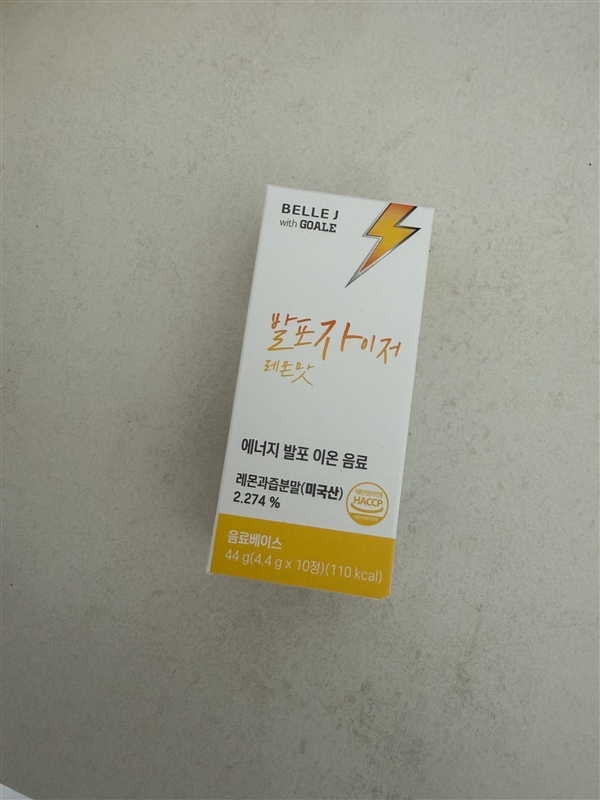 BELLE J
with GOALE
발포자이저
레몬맛
에너지 발포 이온 음료
레몬과즙분말(미국산)
2.274 %
HACCP
음료베이스
44 g(4.4 g x 10정)(110 kcal)